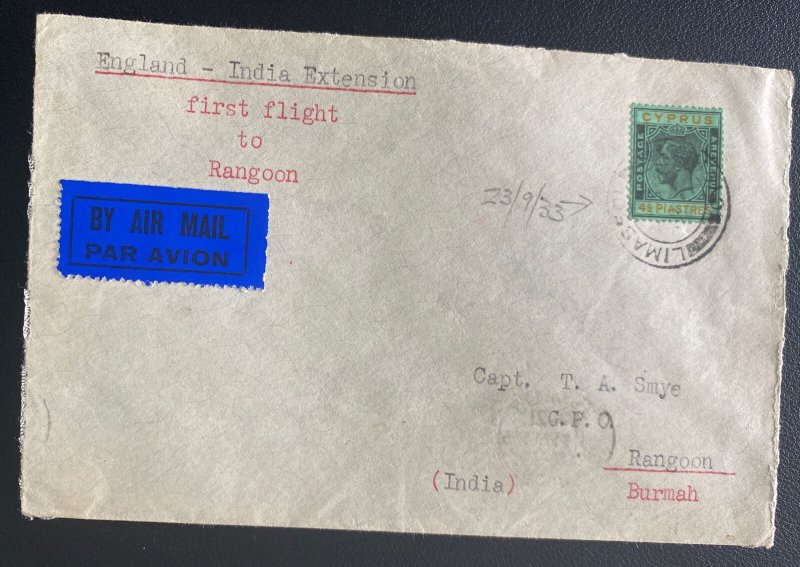 England - India Extension
first flight
to
Rangoon
CYPRUS
POSTAGE
& REVENUE
4½ PIASTRES
23/9/33
BY AIR MAIL
PAR AVION
LIMAS
Capt. T. A. Smye
G.P.O.
Rangoon
(India)
Burmah